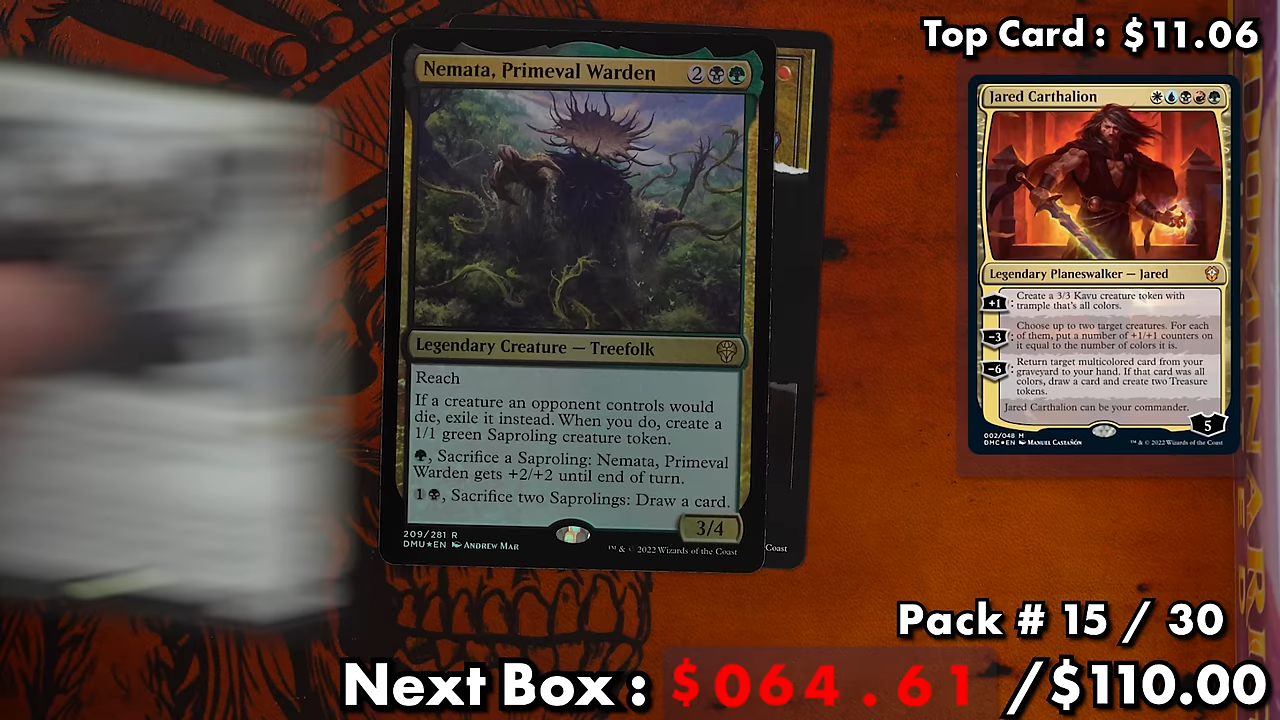 Top Card : $11.06
Nemata, Primeval Warden 2
Legendary Creature — Treefolk
Reach
If a creature an opponent controls would
die, exile it instead. When you do, create a
1/1 green Saproling creature token.
, Sacrifice a Saproling: Nemata, Primeval
Warden gets +2/+2 until end of turn.
1 , Sacrifice two Saprolings: Draw a card.
3/4
209/281 R
DMU★EN Andrew Mar
™ & © 2022 Wizards of the Coast
Coast
Jared Carthalion
Legendary Planeswalker — Jared
+1 : Create a 3/3 Kavu creature token with
trample that's all colors.
-3 : Choose up to two target creatures. For each
of them, put a number of +1/+1 counters on
it equal to the number of colors it is.
-6 : Return target multicolored card from your
graveyard to your hand. If that card was all
colors, draw a card and create two Treasure
tokens.
Jared Carthalion can be your commander.
5
002/048 M
DMC★EN Manuel Castañón
™ & © 2022 Wizards of the Coast
Pack # 15 / 30
Next Box : $064.61 /$110.00